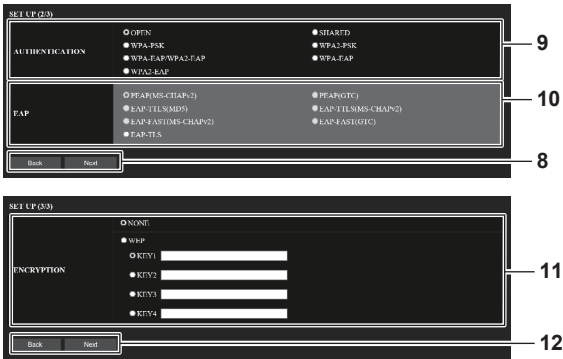 SET UP (2/3)
AUTHENTICATION
OPEN SHARED
WPA-PSK WPA2-PSK
WPA-EAP/WPA2-EAP WPA-EAP
WPA2-EAP
9
EAP
PEAP(MS-CHAPv2) PEAP(GTC)
EAP-TTLS(MD5) EAP-TTLS(MS-CHAPv2)
EAP-FAST(MS-CHAPv2) EAP-FAST(GTC)
EAP-TLS
10
Back Next
8
SET UP (3/3)
ENCRYPTION
NONE
WEP
KEY1
KEY2
KEY3
KEY4
11
Back Next
12